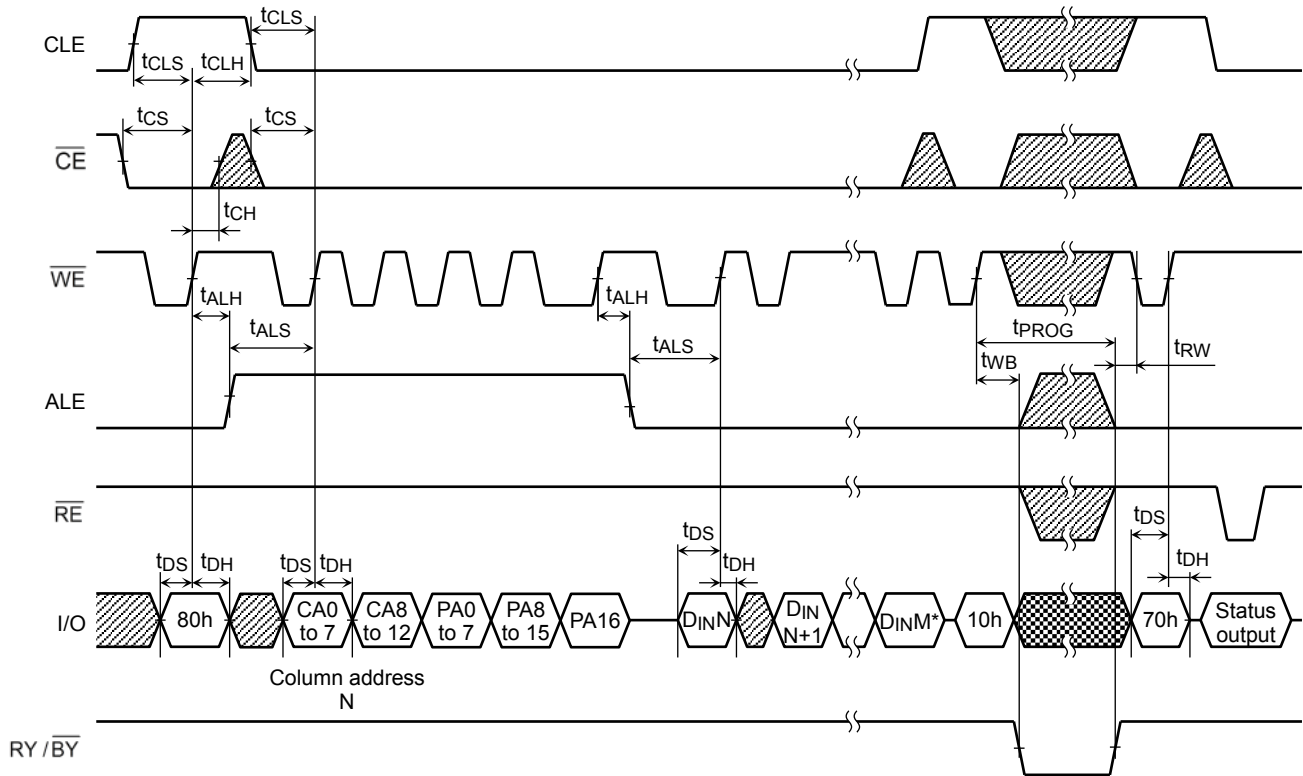 tCLS
CLE
tCLS
tCLH
tCS
tCS
CE
tCH
WE
tALH
tALH
tALS
tALS
tPROG
tWB
tRW
ALE
RE
tDS
tDS
tDS
tDH
tDS
tDH
tDH
tDH
I/O
80h
CA0
to 7
CA8
to 12
PA0
to 7
PA8
to 15
PA16
DINN
DIN
N+1
DINM*
10h
70h
Status
output
Column address
N
RY / BY